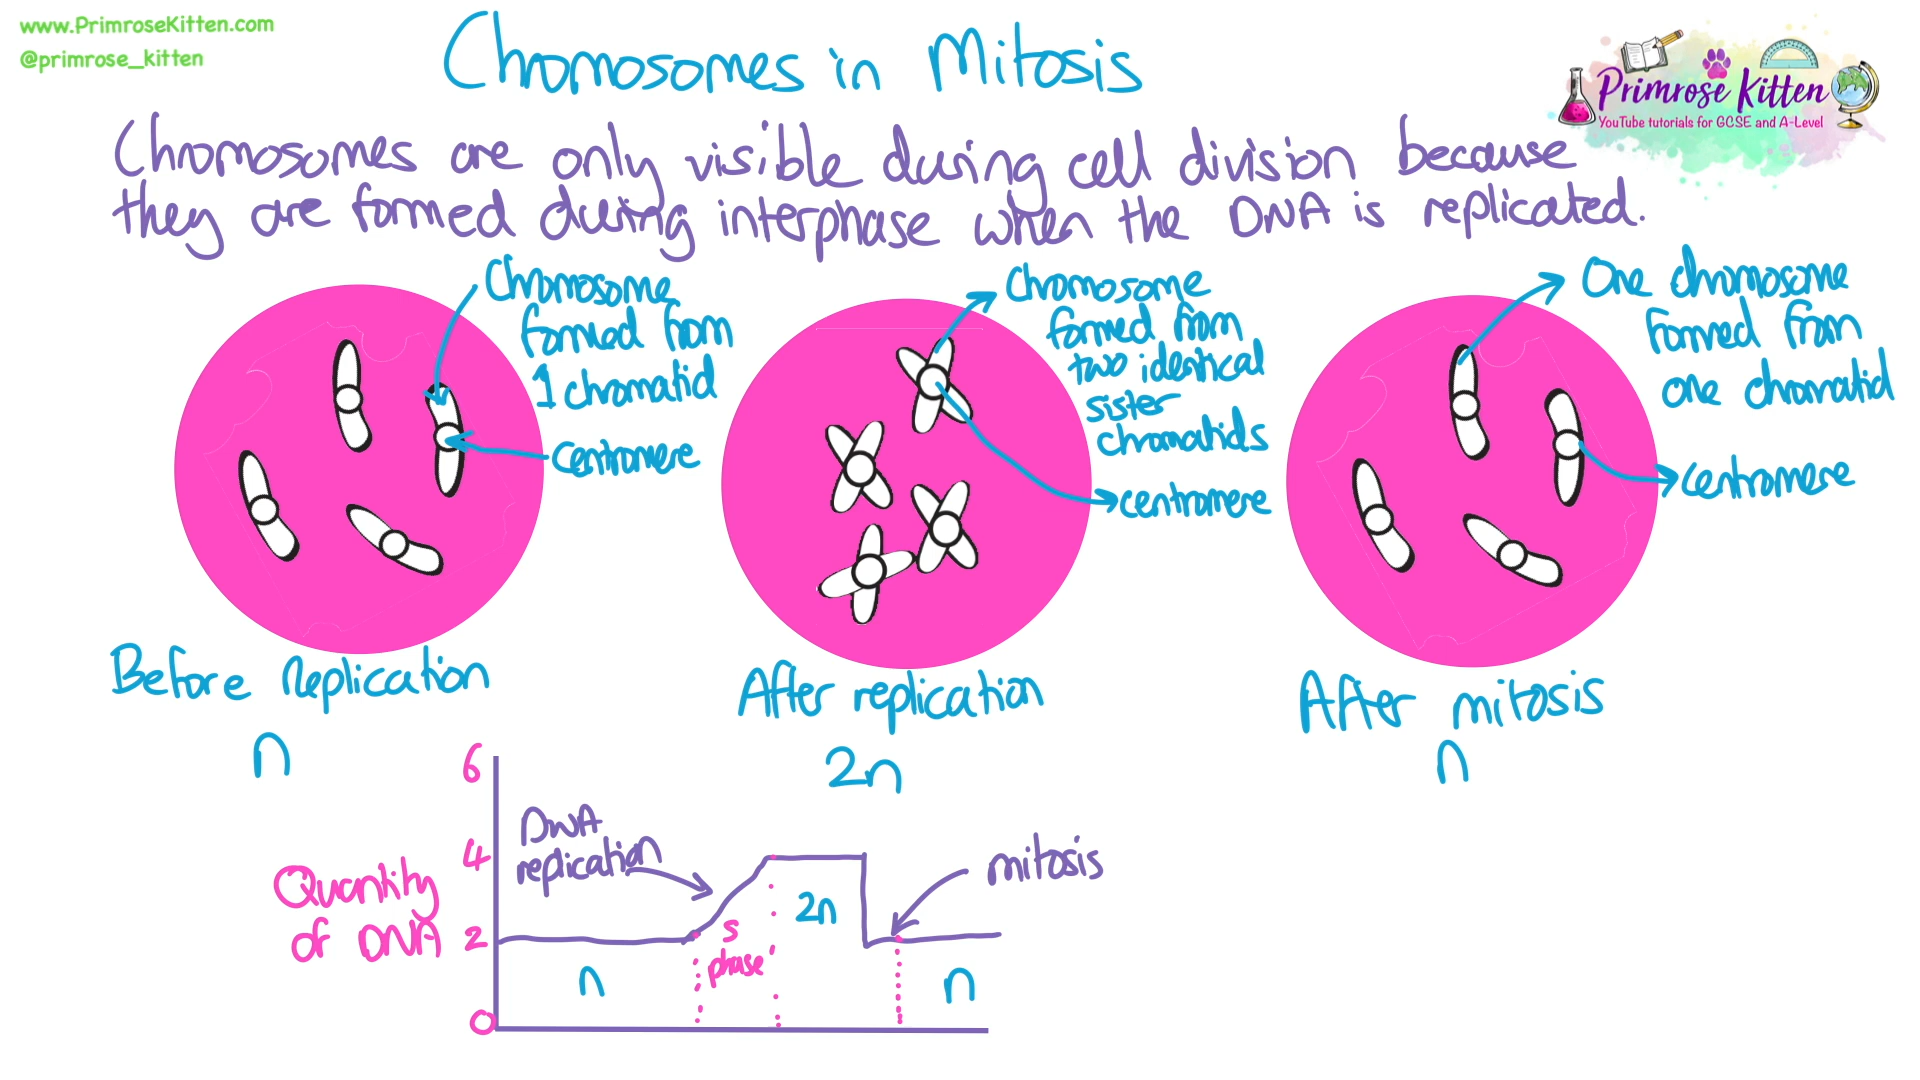 www.PrimroseKitten.com
@primrose_kitten
Chromosomes in Mitosis
Primrose Kitten
YouTube tutorials for GCSE and A-Level
Chromosomes are only visible during cell division because
they are formed during interphase when the DNA is replicated.
Chromosome
formed from
1 chromatid
centromere
Chromosome
formed from
two identical
sister
chromatids
centromere
One chromosome
formed from
one chromatid
centromere
Before Replication
n
After replication
2n
After mitosis
n
6
4
2
0
Quantity
of DNA
DNA
replication
s
phase
2n
mitosis
n
n